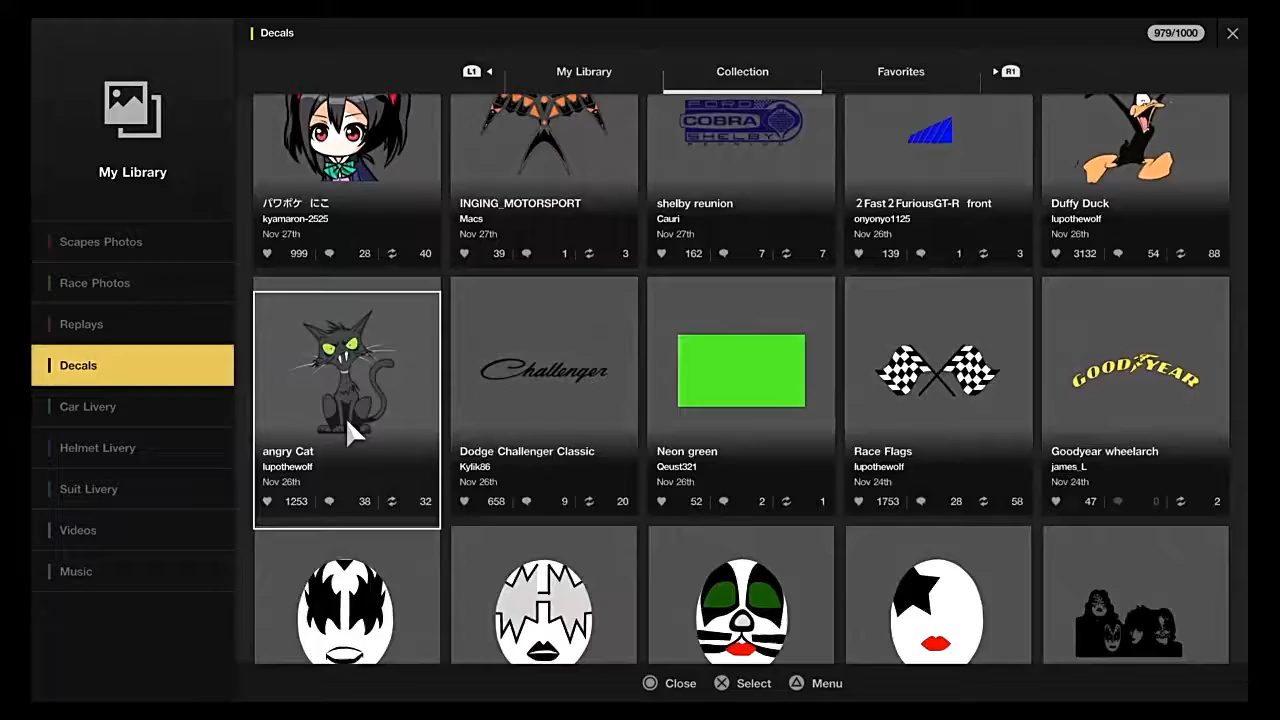 Decals
979/1000
My Library
L1
My Library
Collection
Favorites
R1
Scapes Photos
Race Photos
Replays
Decals
Car Livery
Helmet Livery
Suit Livery
Videos
Music
FORD
COBRA
SHELBY
REUNION
パワポケ にこ
kyamaron-2525
Nov 27th
999 28 40
INGING_MOTORSPORT
Macs
Nov 27th
39 1 3
shelby reunion
Cauri
Nov 27th
162 7 7
2Fast2FuriousGT-R front
onyonyo1125
Nov 26th
139 1 3
Duffy Duck
lupothewolf
Nov 26th
3132 54 88
angry Cat
lupothewolf
Nov 26th
1253 38 32
Challenger
Dodge Challenger Classic
Kylik86
Nov 26th
658 9 20
Neon green
Qeust321
Nov 26th
52 2 1
Race Flags
lupothewolf
Nov 24th
1753 28 58
GOODYEAR
Goodyear wheelarch
james_L
Nov 24th
47 0 2
Close
Select
Menu